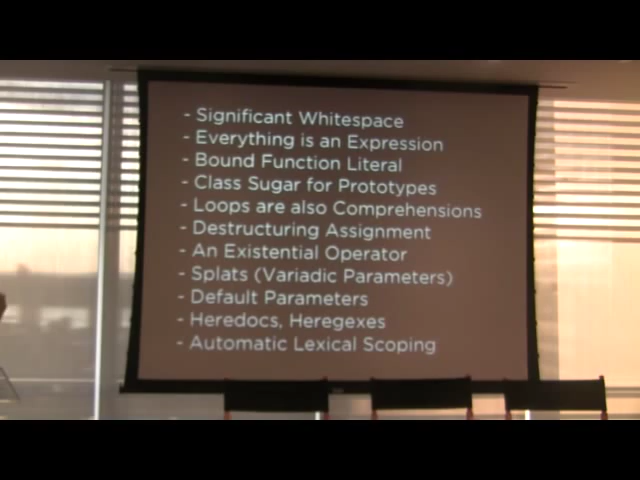 - Significant Whitespace
- Everything is an Expression
- Bound Function Literal
- Class Sugar for Prototypes
- Loops are also Comprehensions
- Destructuring Assignment
- An Existential Operator
- Splats (Variadic Parameters)
- Default Parameters
- Heredocs, Heregexes
- Automatic Lexical Scoping